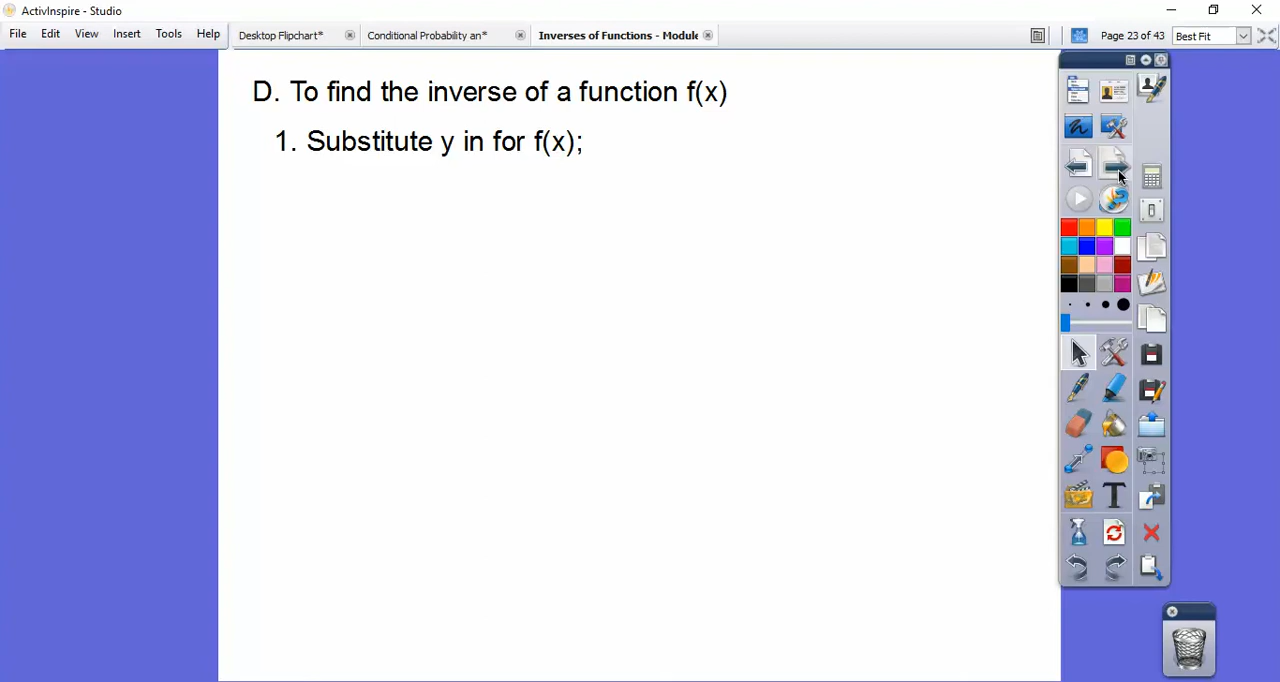 ActivInspire - Studio
File Edit View Insert Tools Help
Desktop Flipchart* Conditional Probability an* Inverses of Functions - Module
Page 23 of 43 Best Fit
D. To find the inverse of a function f(x)
1. Substitute y in for f(x);